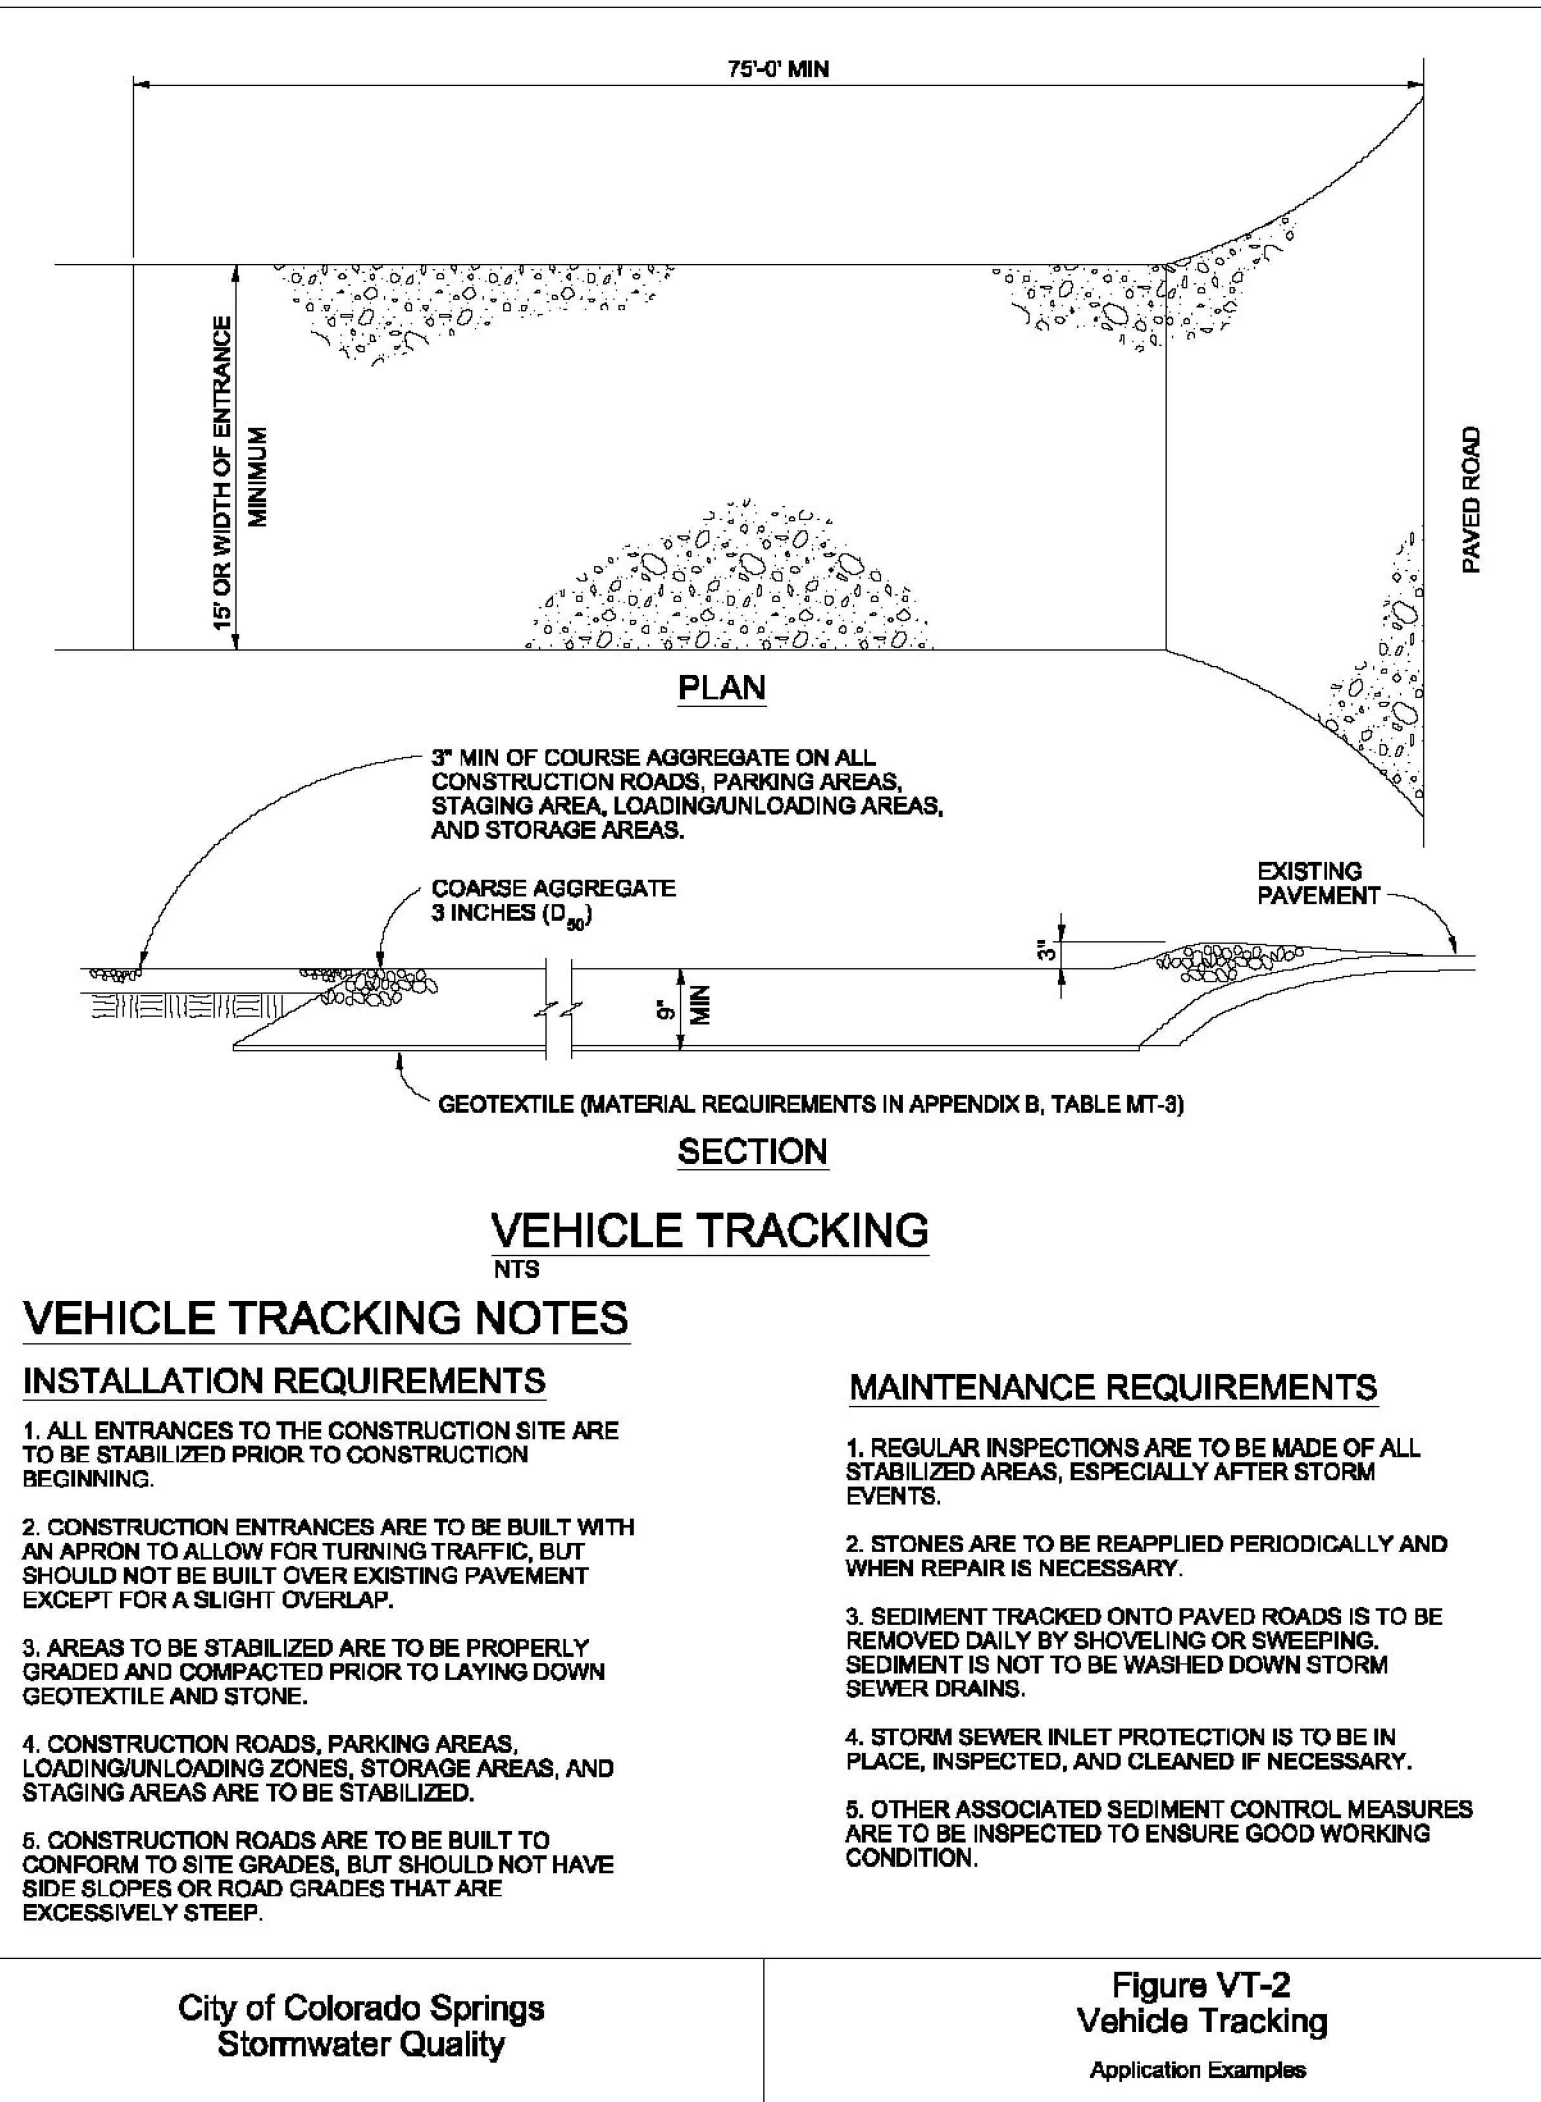 75'-0' MIN
15' OR WIDTH OF ENTRANCE
MINIMUM
PAVED ROAD
PLAN
3" MIN OF COURSE AGGREGATE ON ALL
CONSTRUCTION ROADS, PARKING AREAS,
STAGING AREA, LOADING/UNLOADING AREAS,
AND STORAGE AREAS.
COARSE AGGREGATE
3 INCHES (D50)
EXISTING
PAVEMENT
3"
9"
MIN
GEOTEXTILE (MATERIAL REQUIREMENTS IN APPENDIX B, TABLE MT-3)
SECTION
VEHICLE TRACKING
NTS
VEHICLE TRACKING NOTES
INSTALLATION REQUIREMENTS
1. ALL ENTRANCES TO THE CONSTRUCTION SITE ARE
TO BE STABILIZED PRIOR TO CONSTRUCTION
BEGINNING.
2. CONSTRUCTION ENTRANCES ARE TO BE BUILT WITH
AN APRON TO ALLOW FOR TURNING TRAFFIC, BUT
SHOULD NOT BE BUILT OVER EXISTING PAVEMENT
EXCEPT FOR A SLIGHT OVERLAP.
3. AREAS TO BE STABILIZED ARE TO BE PROPERLY
GRADED AND COMPACTED PRIOR TO LAYING DOWN
GEOTEXTILE AND STONE.
4. CONSTRUCTION ROADS, PARKING AREAS,
LOADING/UNLOADING ZONES, STORAGE AREAS, AND
STAGING AREAS ARE TO BE STABILIZED.
5. CONSTRUCTION ROADS ARE TO BE BUILT TO
CONFORM TO SITE GRADES, BUT SHOULD NOT HAVE
SIDE SLOPES OR ROAD GRADES THAT ARE
EXCESSIVELY STEEP.
MAINTENANCE REQUIREMENTS
1. REGULAR INSPECTIONS ARE TO BE MADE OF ALL
STABILIZED AREAS, ESPECIALLY AFTER STORM
EVENTS.
2. STONES ARE TO BE REAPPLIED PERIODICALLY AND
WHEN REPAIR IS NECESSARY.
3. SEDIMENT TRACKED ONTO PAVED ROADS IS TO BE
REMOVED DAILY BY SHOVELING OR SWEEPING.
SEDIMENT IS NOT TO BE WASHED DOWN STORM
SEWER DRAINS.
4. STORM SEWER INLET PROTECTION IS TO BE IN
PLACE, INSPECTED, AND CLEANED IF NECESSARY.
5. OTHER ASSOCIATED SEDIMENT CONTROL MEASURES
ARE TO BE INSPECTED TO ENSURE GOOD WORKING
CONDITION.
City of Colorado Springs
Stormwater Quality
Figure VT-2
Vehicle Tracking
Application Examples